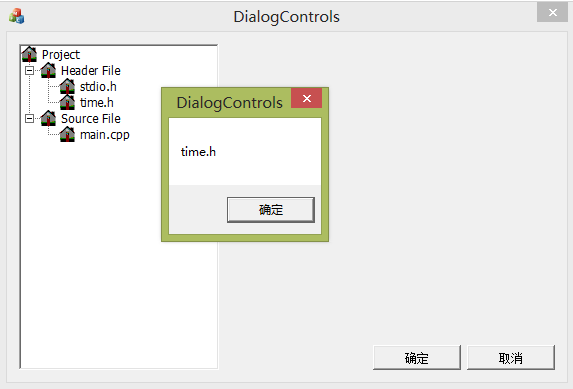 DialogControls
Project
Header File
stdio.h
time.h
Source File
main.cpp
DialogControls
time.h
确定
确定
取消